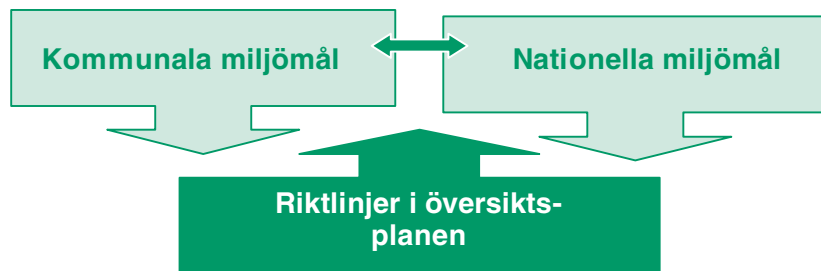 Kommunala miljömål
Nationella miljömål
Riktlinjer i översikts-
planen